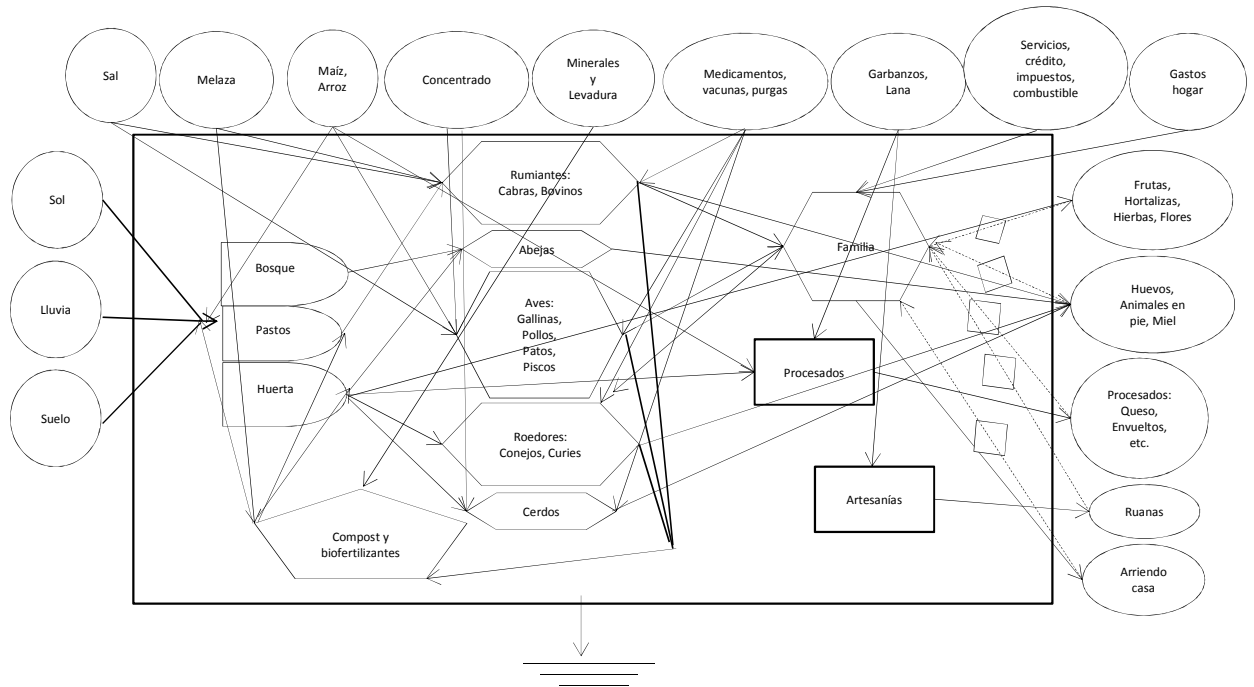 Sal
Melaza
Maíz,
Arroz
Concentrado
Minerales
y
Levadura
Medicamentos,
vacunas, purgas
Garbanzos,
Lana
Servicios,
crédito,
impuestos,
combustible
Gastos
hogar
Sol
Lluvia
Suelo
Bosque
Pastos
Huerta
Compost y
biofertilizantes
Rumiantes:
Cabras, Bovinos
Abejas
Aves:
Gallinas,
Pollos,
Patos,
Piscos
Roedores:
Conejos, Curies
Cerdos
Familia
Procesados
Artesanías
Frutas,
Hortalizas,
Hierbas, Flores
Huevos,
Animales en
pie, Miel
Procesados:
Queso,
Envueltos,
etc.
Ruanas
Arriendo
casa